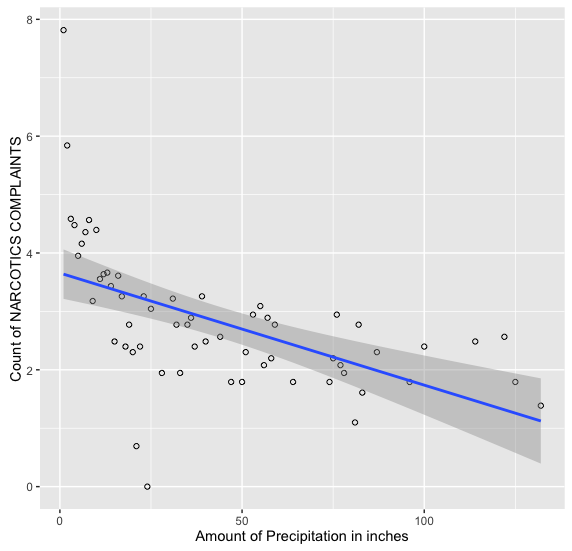 Count of NARCOTICS COMPLAINTS
8
6
4
2
0
0 50 100
Amount of Precipitation in inches